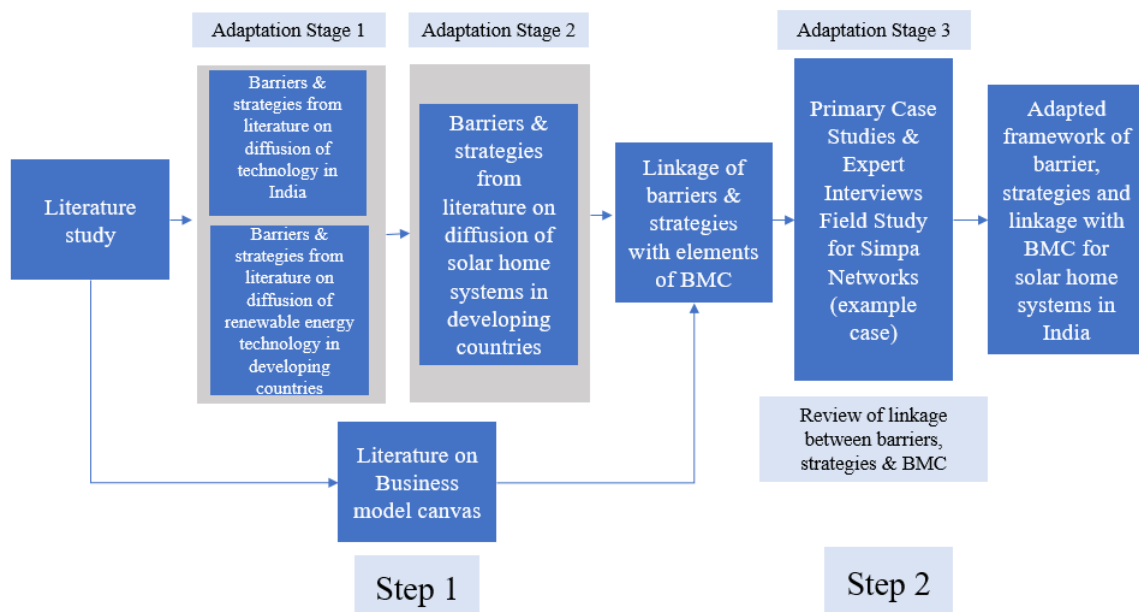 Adaptation Stage 1
Adaptation Stage 2
Adaptation Stage 3
Literature
study
Barriers &
strategies from
literature on
diffusion of
technology in
India
Barriers &
strategies from
literature on
diffusion of
renewable energy
technology in
developing
countries
Barriers &
strategies
from
literature on
diffusion of
solar home
systems in
developing
countries
Linkage of
barriers &
strategies
with elements
of BMC
Primary Case
Studies &
Expert
Interviews
Field Study
for Simpa
Networks
(example
case)
Adapted
framework of
barrier,
strategies and
linkage with
BMC for
solar home
systems in
India
Literature on
Business
model canvas
Review of linkage
between barriers,
strategies & BMC
Step 1
Step 2